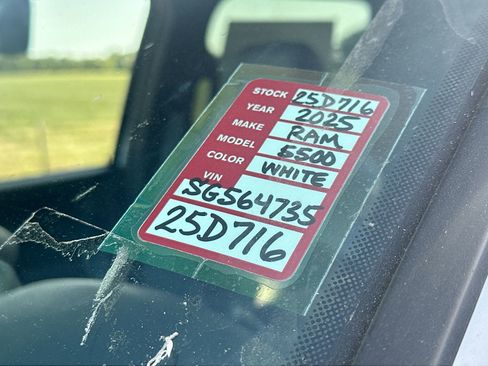 STOCK 25D716
YEAR 2025
MAKE RAM
MODEL 5500
COLOR WHITE
VIN
SG564735
25D716